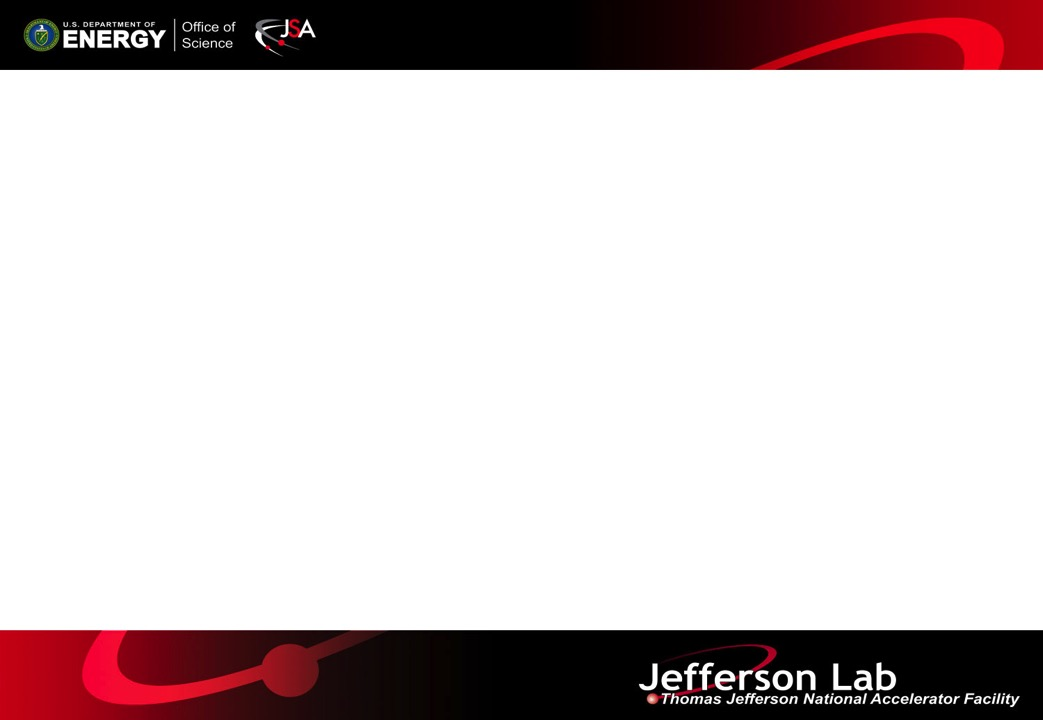 U.S. DEPARTMENT OF
ENERGY
Office of
Science
JSA
Jefferson Lab
Thomas Jefferson National Accelerator Facility